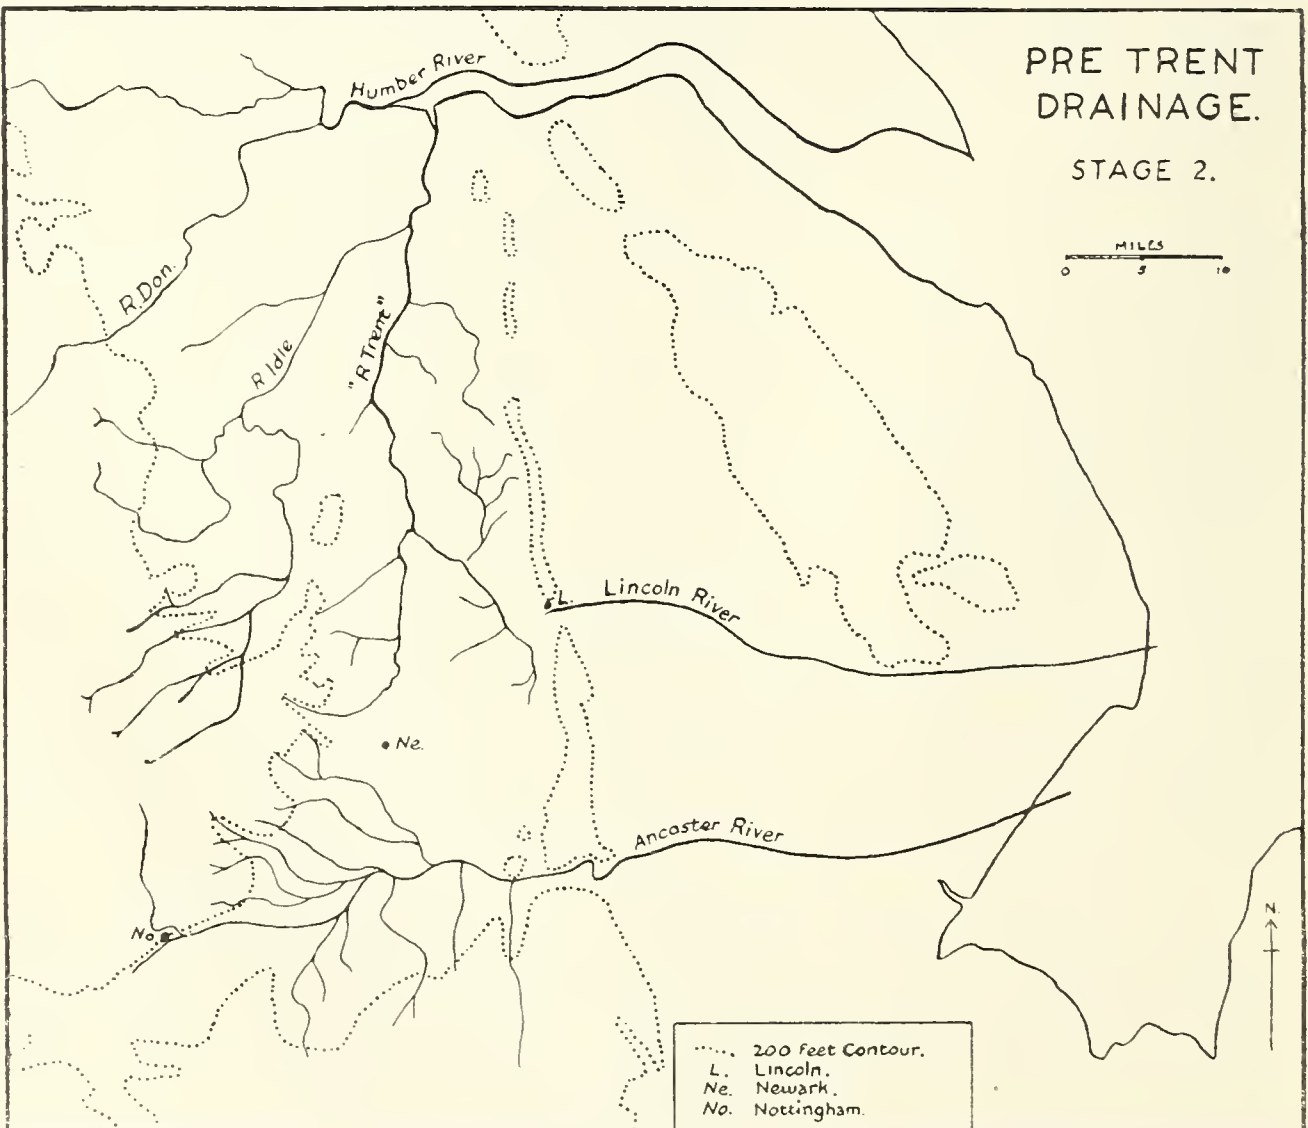 PRE TRENT
DRAINAGE.
STAGE 2.
MILES
0 5 10
Humber River
R. Don.
R Idle
"R Trent"
L.
Lincoln River
Ne.
Ancaster River
No.
N.
200 feet Contour.
L. Lincoln.
Ne. Newark.
No. Nottingham.